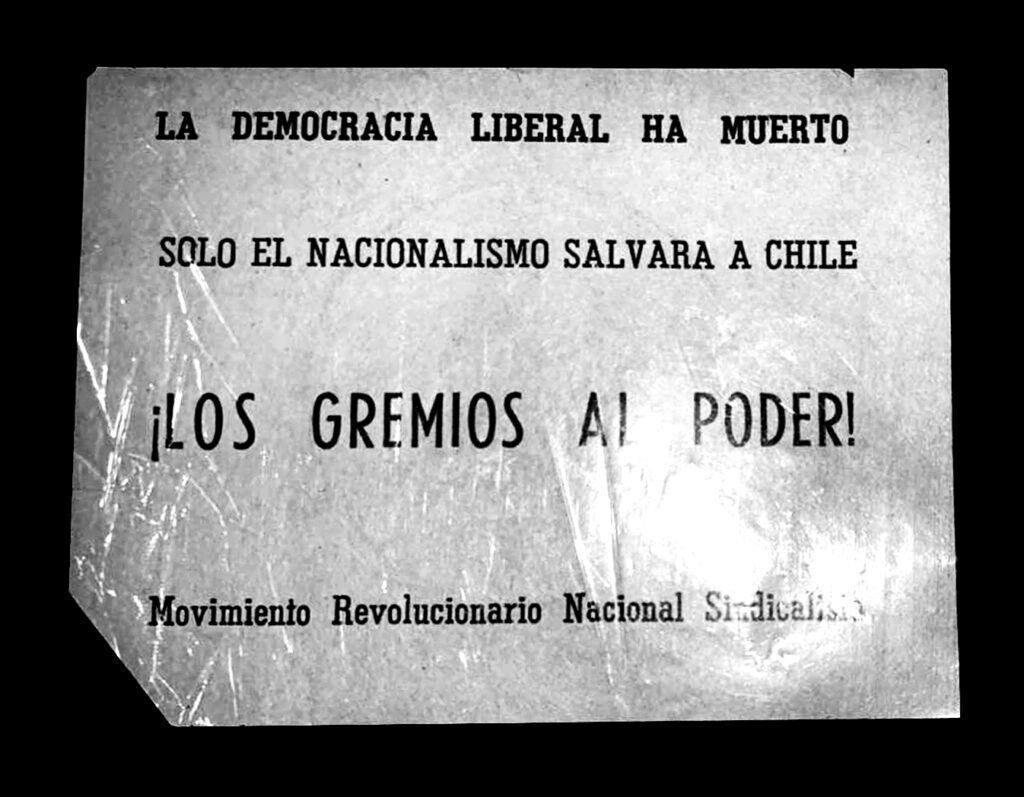 LA DEMOCRACIA LIBERAL HA MUERTO
SOLO EL NACIONALISMO SALVARA A CHILE
¡LOS GREMIOS AL PODER!
Movimiento Revolucionario Nacional Sindicalista